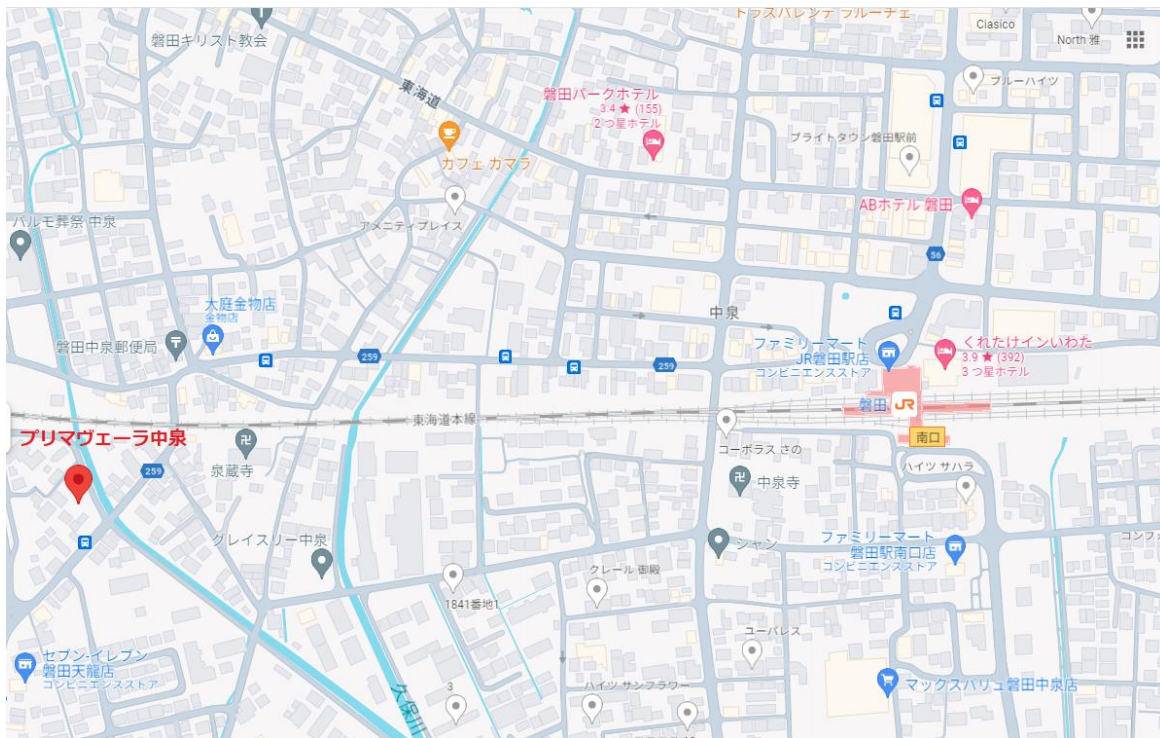 トラスパレンテ ブルーチェ
Clasico
North 雅
磐田キリスト教会
東海道
磐田パークホテル
3.4 ★ (155)
2 つ星ホテル
ブルーハイツ
カフェ カマラ
ブライトタウン磐田駅前
アメニティプレイス
ABホテル 磐田
パルモ葬祭 中泉
56
大庭金物店
金物店
中泉
磐田中泉郵便局
259
259
ファミリーマート
JR磐田駅店
コンビニエンスストア
くれたけインいわた
3.9 ★ (392)
3 つ星ホテル
磐田
JR
東海道本線
南口
プリマヴェーラ中泉
259
泉蔵寺
コーポラス さの
ハイツ サハラ
中泉寺
グレイスリー中泉
シャン
ファミリーマート
磐田駅南口店
コンビニエンスストア
コンフォ
クレール 御殿
1841番地1
ユーバレス
セブン-イレブン
磐田天龍店
コンビニエンスストア
久保川
3
ハイツ サンフラワー
マックスバリュ磐田中泉店